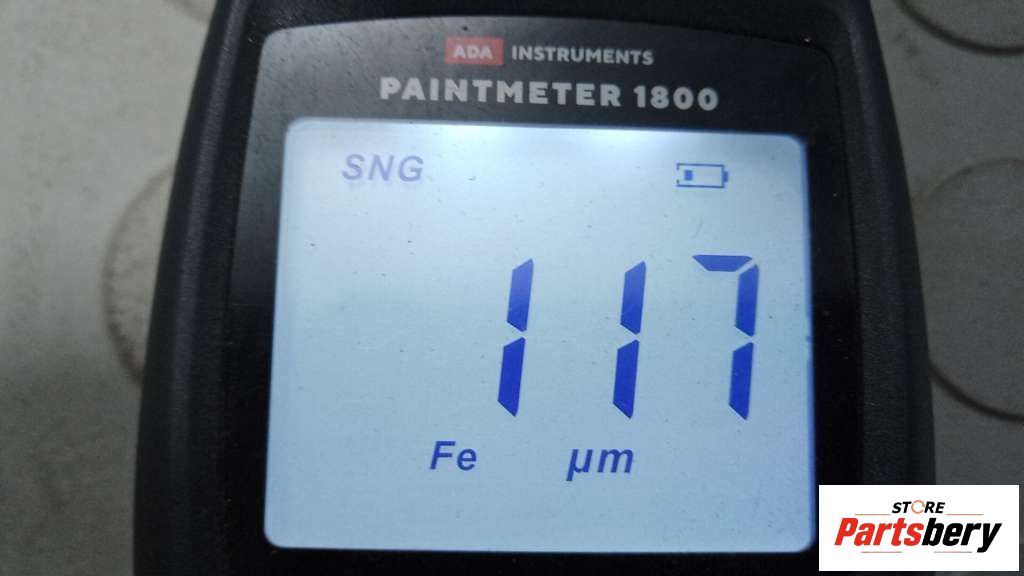 ADA INSTRUMENTS
PAINTMETER 1800
SNG
117
Fe µm
STORE
Partsbery